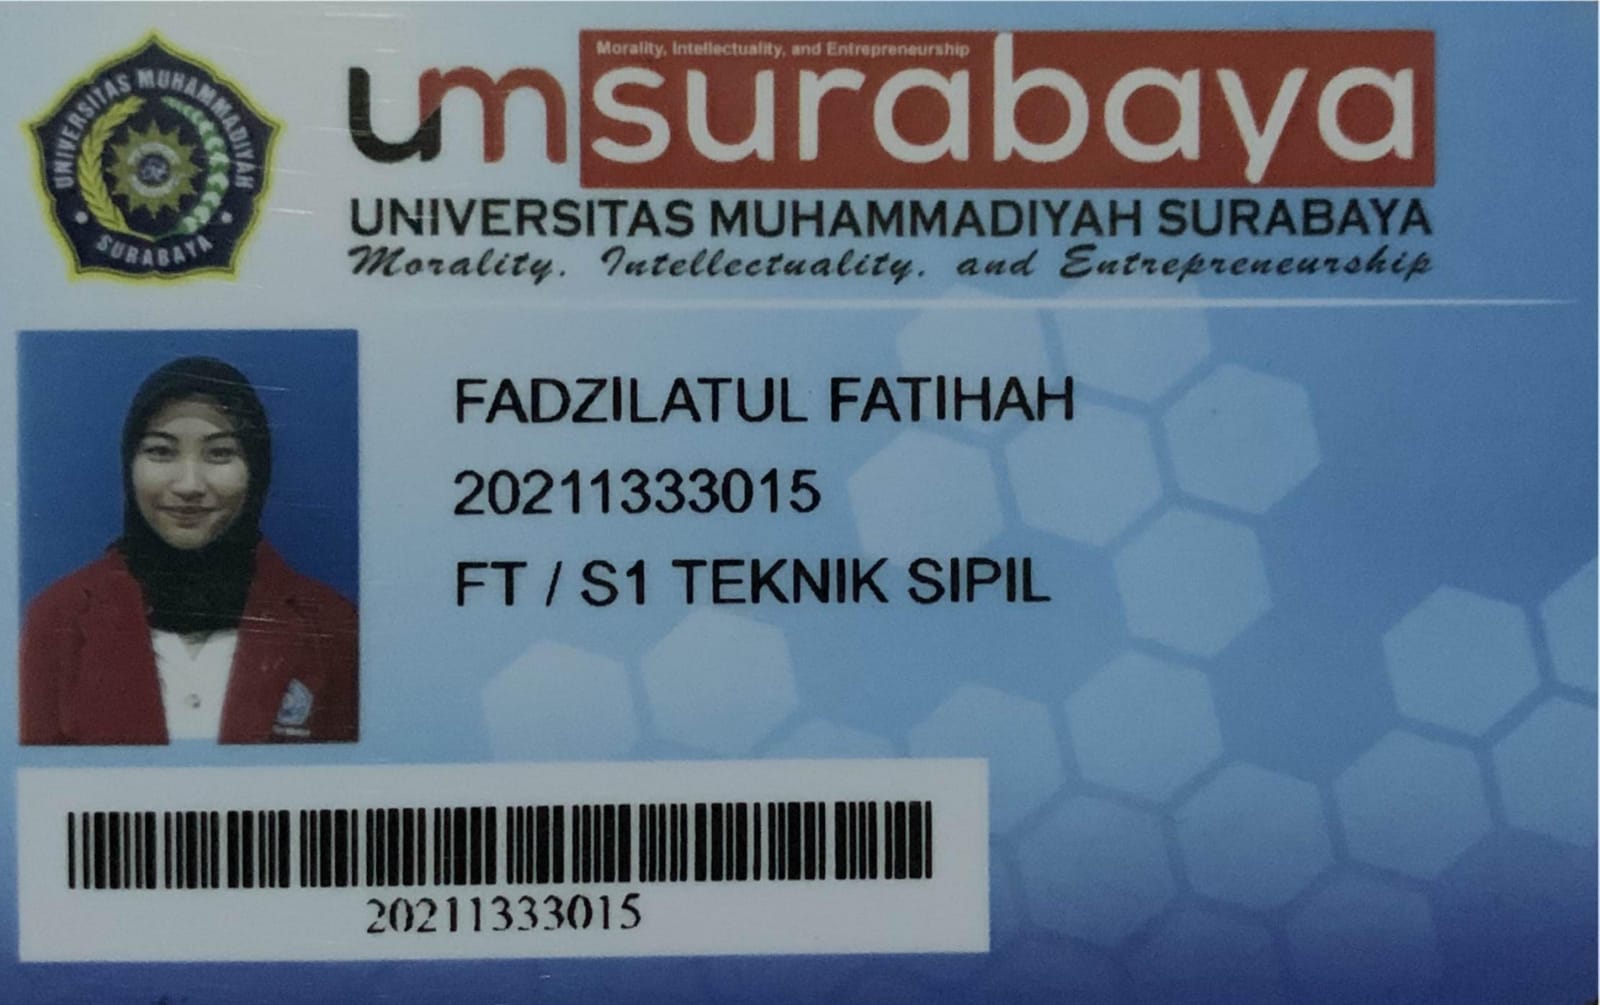 UNIVERSITAS MUHAMMADIYAH
SURABAYA
Morality, Intellectuality, and Entrepreneurship
umsurabaya
UNIVERSITAS MUHAMMADIYAH SURABAYA
Morality, Intellectuality, and Entrepreneurship
FADZILATUL FATIHAH
20211333015
FT / S1 TEKNIK SIPIL
20211333015